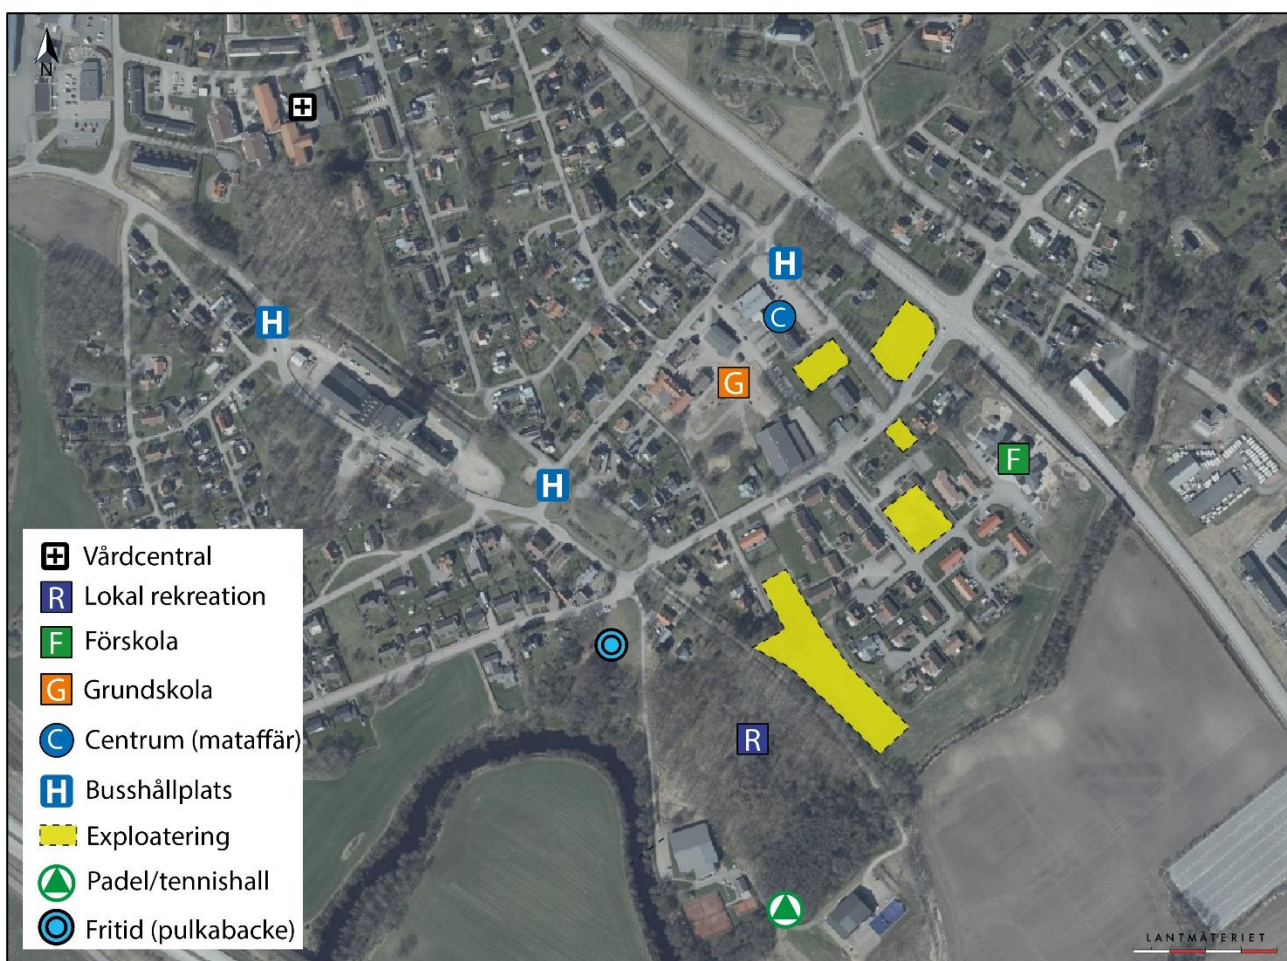 N
H
H
C
G
F
H
R
Vårdcentral
R Lokal rekreation
F Förskola
G Grundskola
C Centrum (mataffär)
H Busshållplats
Exploatering
Padel/tennishall
Fritid (pulkabacke)
LANTMÄTERIET